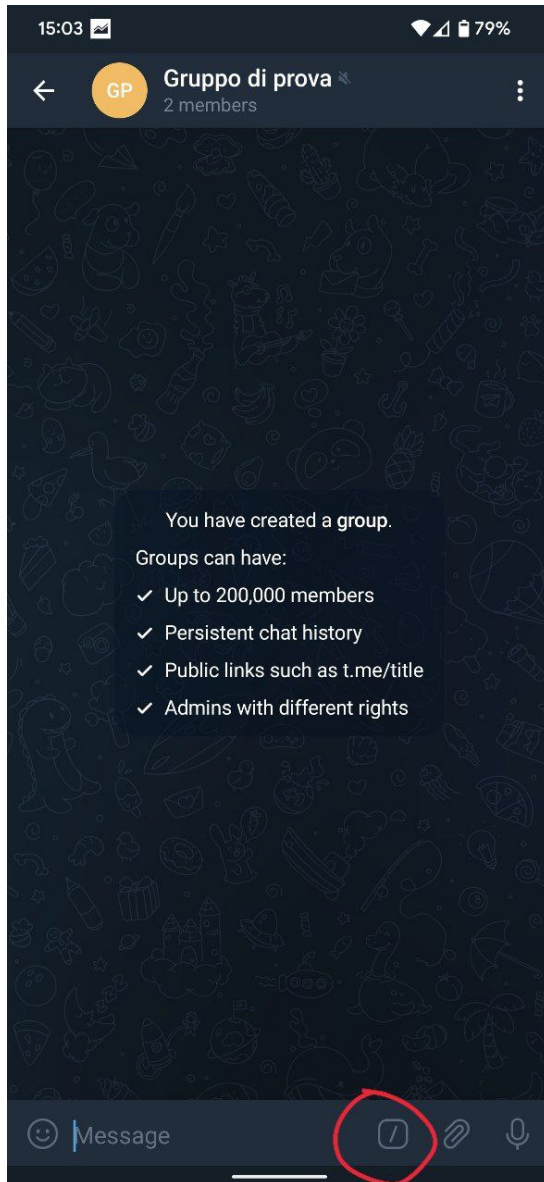 15:03
79%
GP
Gruppo di prova
2 members
You have created a group.
Groups can have:
✓ Up to 200,000 members
✓ Persistent chat history
✓ Public links such as t.me/title
✓ Admins with different rights
Message
/